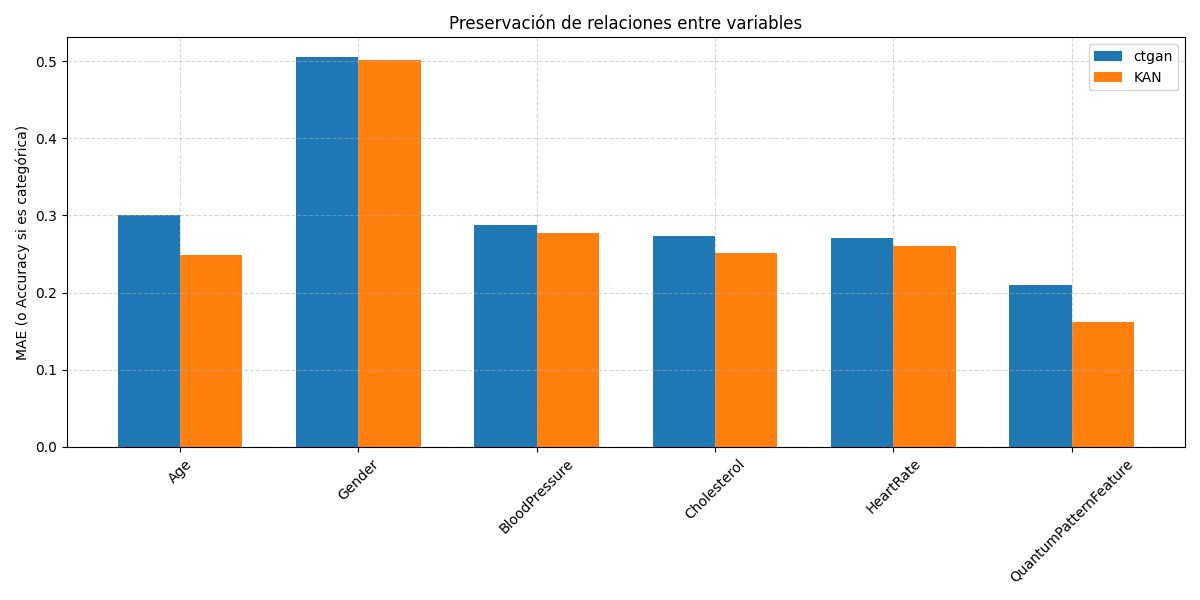 Preservación de relaciones entre variables
ctgan
KAN
MAE (o Accuracy si es categórica)
0.5
0.4
0.3
0.2
0.1
0.0
Age
Gender
BloodPressure
Cholesterol
HeartRate
QuantumPatternFeature